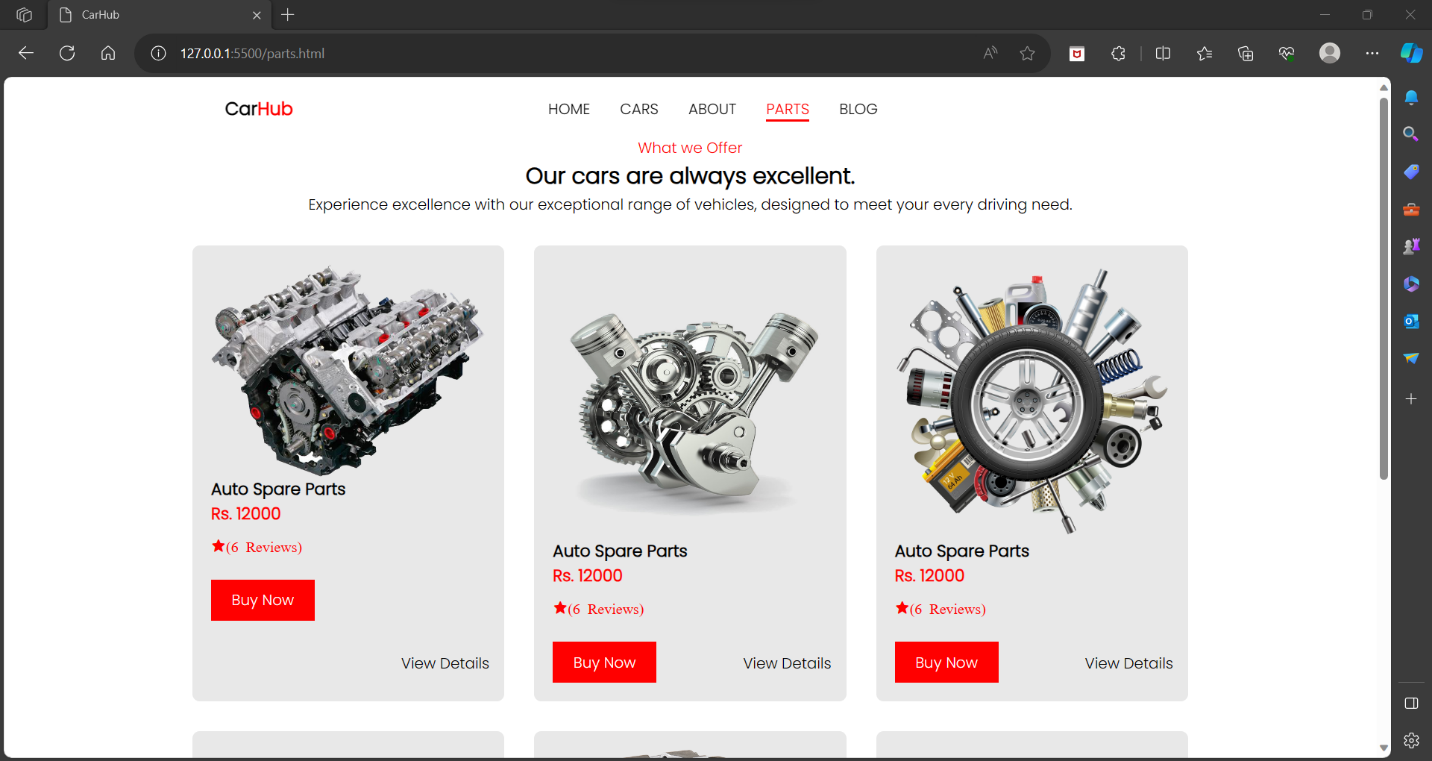 CarHub
127.0.0.1:5500/parts.html
CarHub
HOME
CARS
ABOUT
PARTS
BLOG
What we Offer
Our cars are always excellent.
Experience excellence with our exceptional range of vehicles, designed to meet your every driving need.
Auto Spare Parts
Rs. 12000
(6 Reviews)
Buy Now
View Details
Auto Spare Parts
Rs. 12000
(6 Reviews)
Buy Now
View Details
Auto Spare Parts
Rs. 12000
(6 Reviews)
Buy Now
View Details